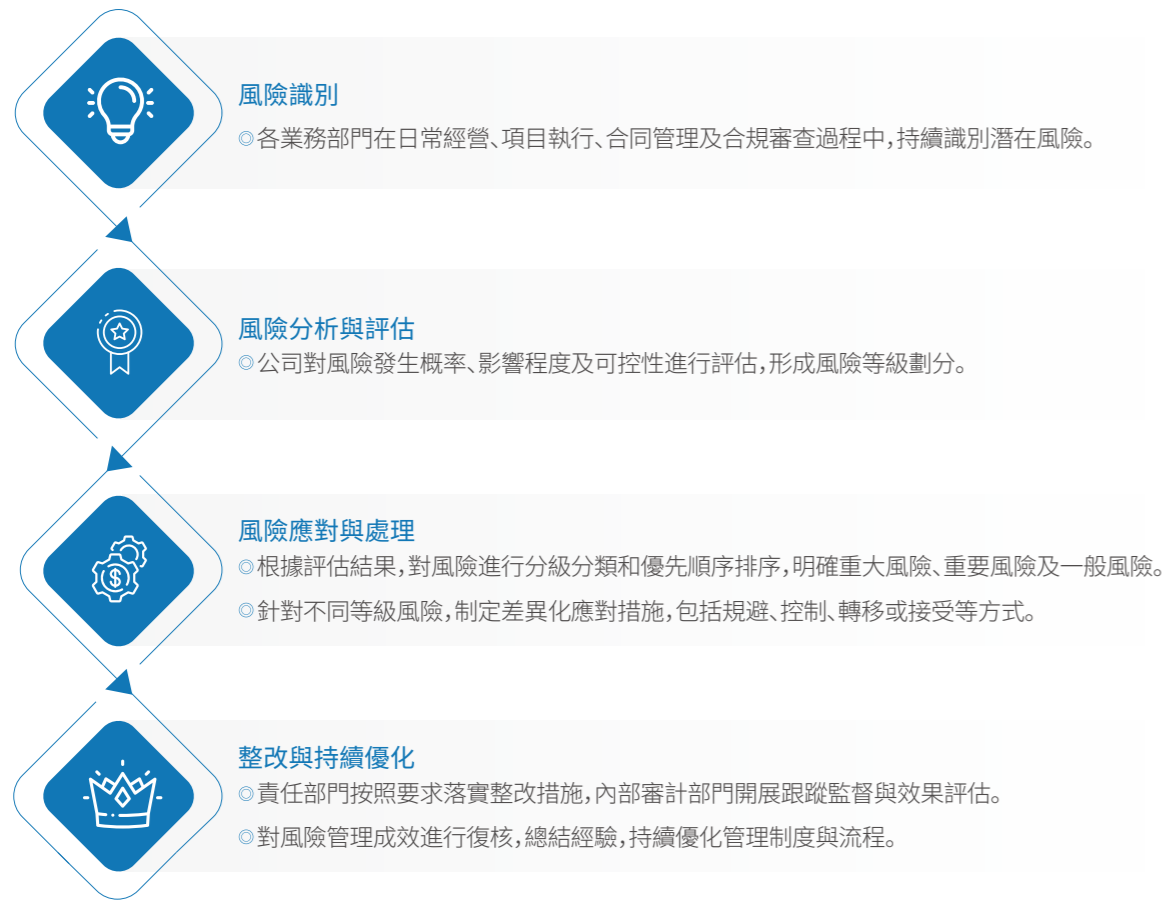 風險識別
◎各業務部門在日常經營、項目執行、合同管理及合規審查過程中，持續識別潛在風險。
風險分析與評估
◎公司對風險發生概率、影響程度及可控性進行評估，形成風險等級劃分。
風險應對與處理
◎根據評估結果，對風險進行分級分類和優先順序排序，明確重大風險、重要風險及一般風險。
◎針對不同等級風險，制定差異化應對措施，包括規避、控制、轉移或接受等方式。
$
整改與持續優化
◎責任部門按照要求落實整改措施，內部審計部門開展跟蹤監督與效果評估。
◎對風險管理成效進行復核，總結經驗，持續優化管理制度與流程。